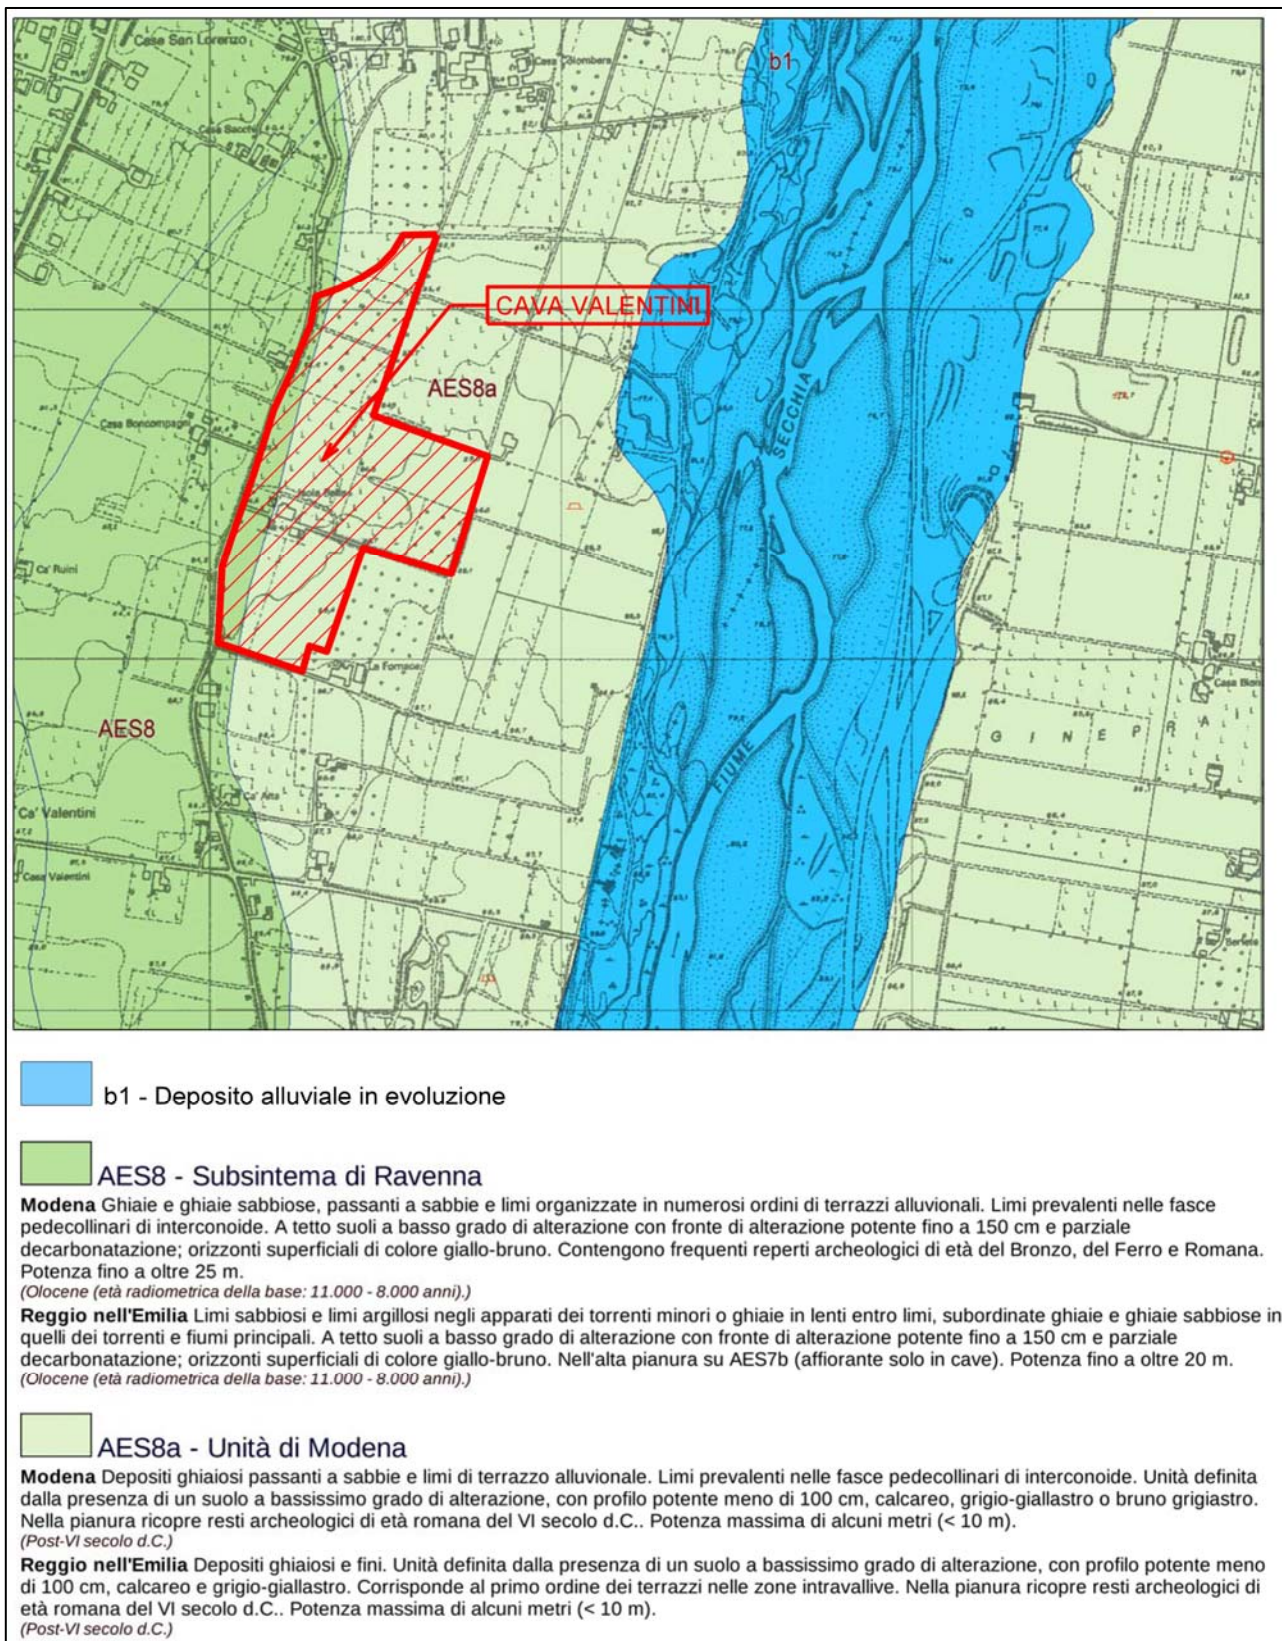 Casa San Lorenzo
b1
Casa Colombara
Casa Sacchi
CAVA VALENTINI
AES8a
SECCHIA
Casa Boncompagni
Isola Bella
Ca' Ruini
La Fornace
Casa Bion
AES8
GINEPRAI
FIUME
Ca' Alta
Ca' Valentini
Casa Valentini
b1 - Deposito alluviale in evoluzione
AES8 - Subsintema di Ravenna
Modena Ghiaie e ghiaie sabbiose, passanti a sabbie e limi organizzate in numerosi ordini di terrazzi alluvionali. Limi prevalenti nelle fasce
pedecollinari di interconoide. A tetto suoli a basso grado di alterazione con fronte di alterazione potente fino a 150 cm e parziale
decarbonatazione; orizzonti superficiali di colore giallo-bruno. Contengono frequenti reperti archeologici di età del Bronzo, del Ferro e Romana.
Potenza fino a oltre 25 m.
(Olocene (età radiometrica della base: 11.000 - 8.000 anni).)
Reggio nell'Emilia Limi sabbiosi e limi argillosi negli apparati dei torrenti minori o ghiaie in lenti entro limi, subordinate ghiaie e ghiaie sabbiose in
quelli dei torrenti e fiumi principali. A tetto suoli a basso grado di alterazione con fronte di alterazione potente fino a 150 cm e parziale
decarbonatazione; orizzonti superficiali di colore giallo-bruno. Nell'alta pianura su AES7b (affiorante solo in cave). Potenza fino a oltre 20 m.
(Olocene (età radiometrica della base: 11.000 - 8.000 anni).)
AES8a - Unità di Modena
Modena Depositi ghiaiosi passanti a sabbie e limi di terrazzo alluvionale. Limi prevalenti nelle fasce pedecollinari di interconoide. Unità definita
dalla presenza di un suolo a bassissimo grado di alterazione, con profilo potente meno di 100 cm, calcareo, grigio-giallastro o bruno grigiastro.
Nella pianura ricopre resti archeologici di età romana del VI secolo d.C.. Potenza massima di alcuni metri (< 10 m).
(Post-VI secolo d.C.)
Reggio nell'Emilia Depositi ghiaiosi e fini. Unità definita dalla presenza di un suolo a bassissimo grado di alterazione, con profilo potente meno
di 100 cm, calcareo e grigio-giallastro. Corrisponde al primo ordine dei terrazzi nelle zone intravallive. Nella pianura ricopre resti archeologici di
età romana del VI secolo d.C.. Potenza massima di alcuni metri (< 10 m).
(Post-VI secolo d.C.)